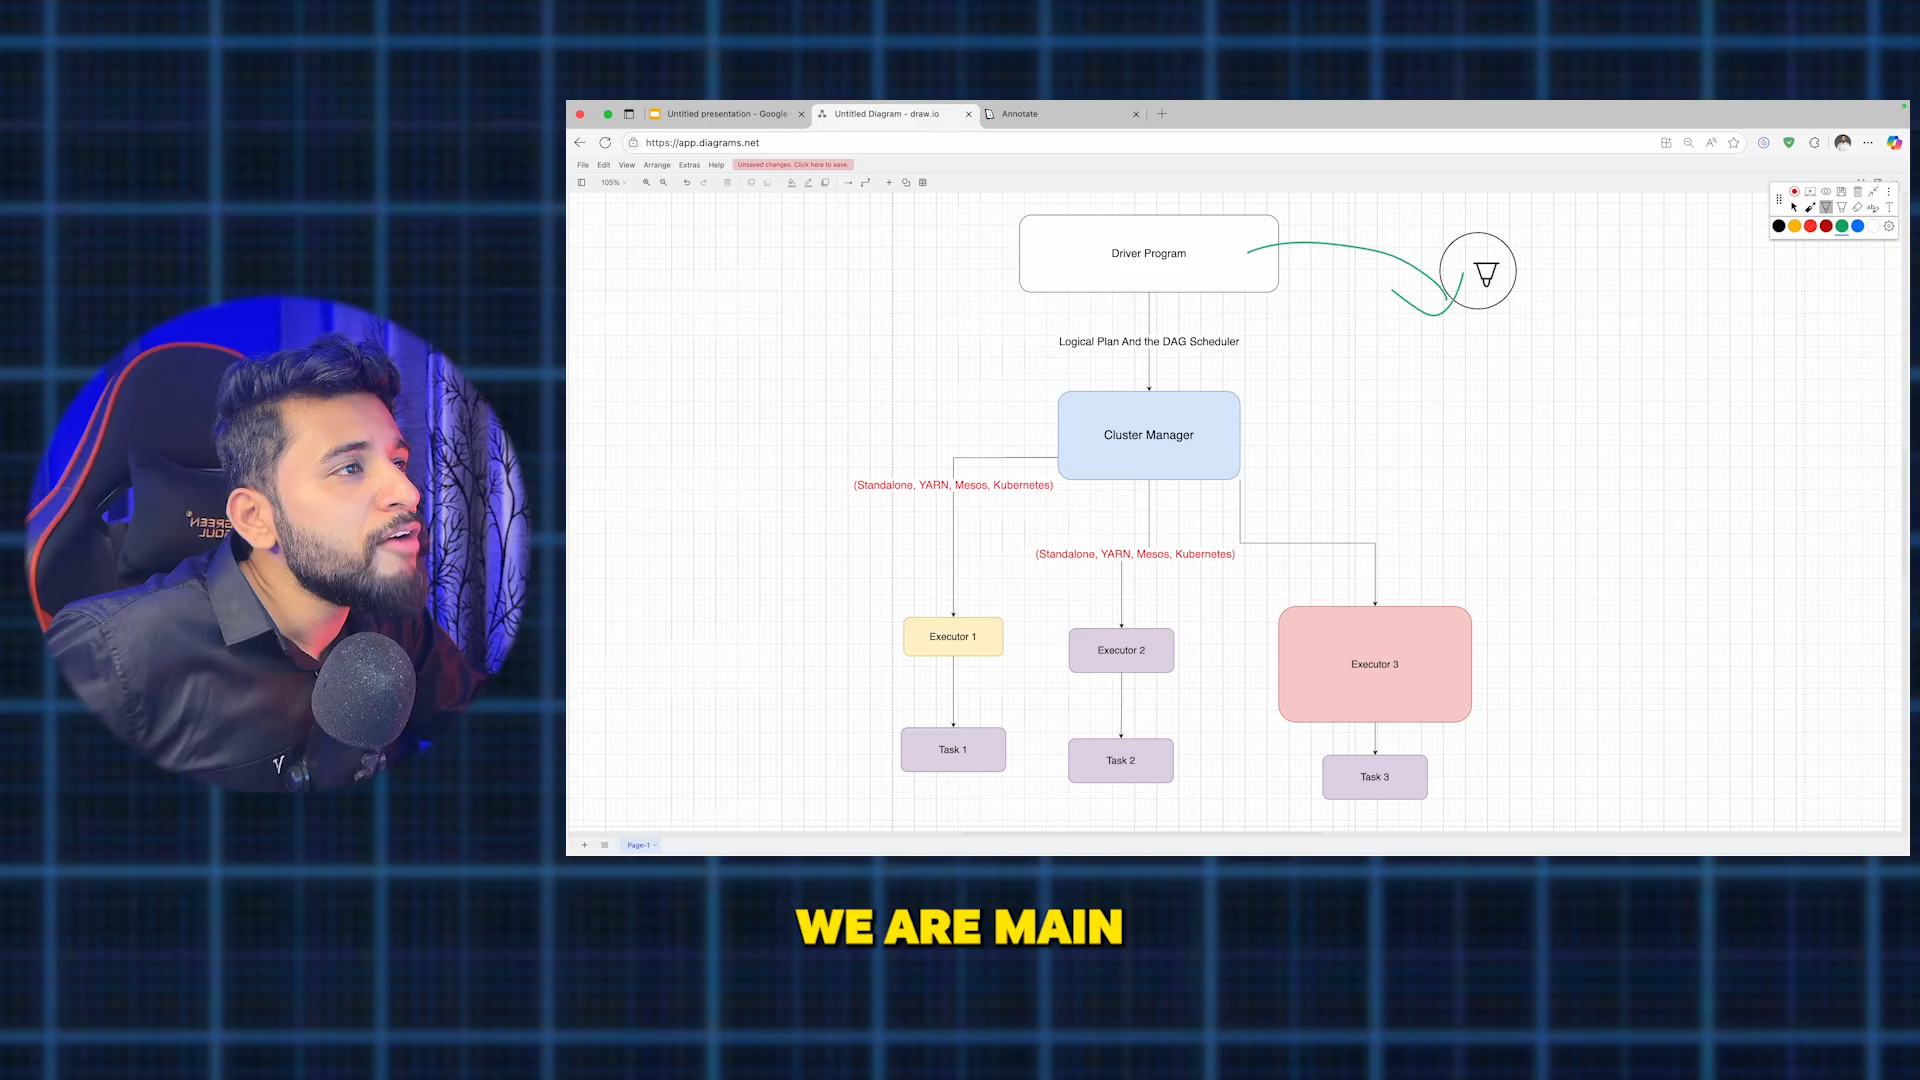 Untitled presentation - Google
Untitled Diagram - draw.io
Annotate
https://app.diagrams.net
File Edit View Arrange Extras Help Unsaved changes. Click here to save.
105%
Driver Program
Logical Plan And the DAG Scheduler
Cluster Manager
(Standalone, YARN, Mesos, Kubernetes)
(Standalone, YARN, Mesos, Kubernetes)
Executor 1
Executor 2
Executor 3
Task 1
Task 2
Task 3
Page-1
GREEN
SOUL
WE ARE MAIN